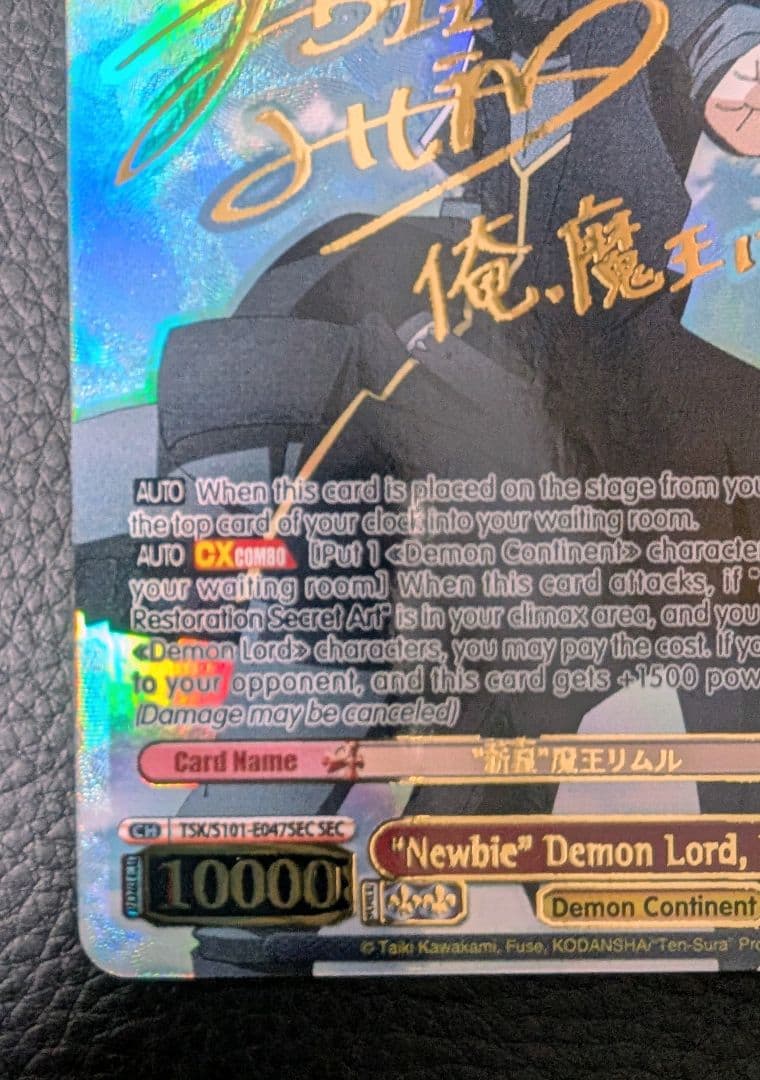 俺、魔王に
AUTO When this card is placed on the stage from you
the top card of your clock into your waiting room.
AUTO CX COMBO [Put 1 «Demon Continent» character
your waiting room] When this card attacks, if "
Restoration Secret Art" is in your climax area, and you
«Demon Lord» characters, you may pay the cost. If yo
to your opponent, and this card gets +1500 pow
(Damage may be canceled)
Card Name "新規"魔王リムル
CH TSK/S101-E047SEC SEC
"Newbie" Demon Lord,
POWER 10000 SOUL
Demon Continent
© Taiki Kawakami, Fuse, KODANSHA/"Ten-Sura" Pro